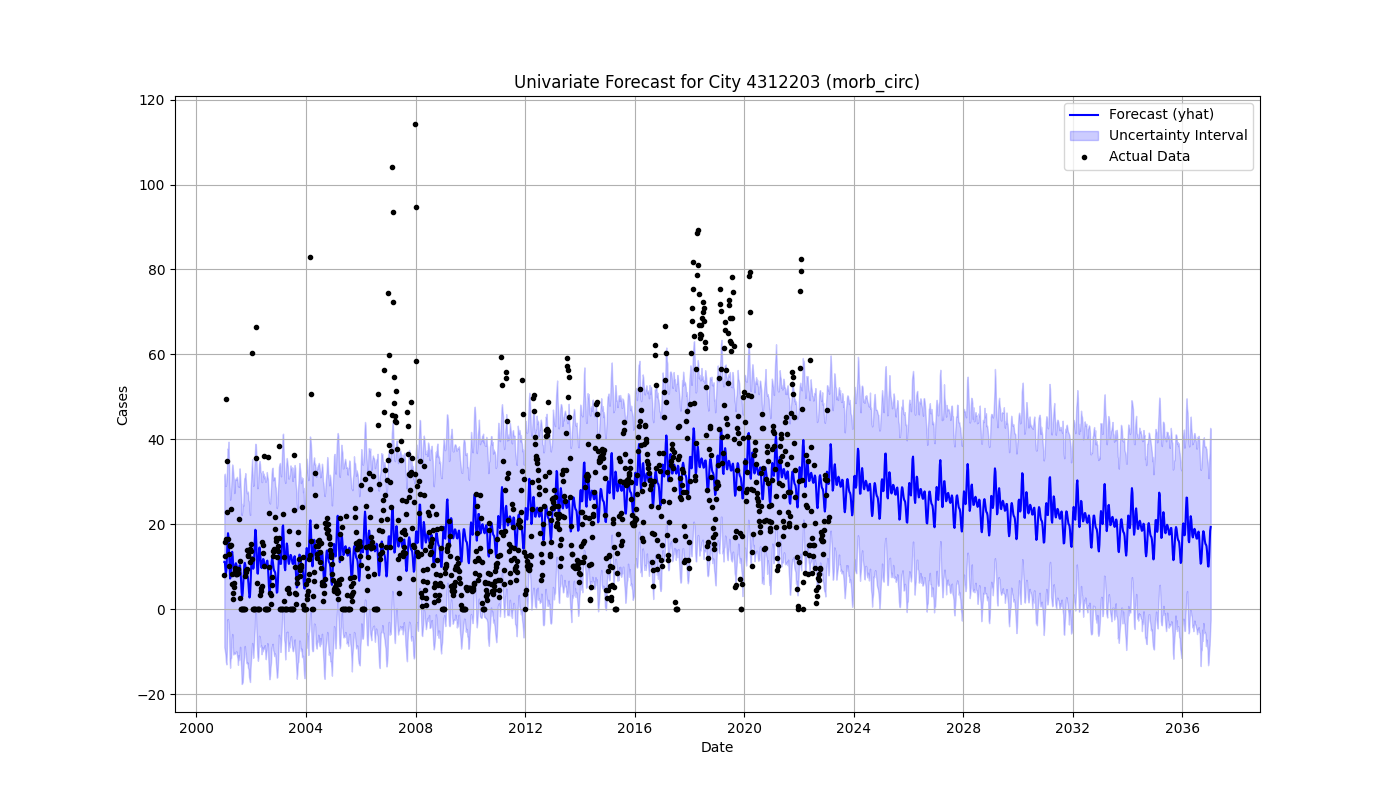 Univariate Forecast for City 4312203 (morb_circ)
Forecast (yhat)
Uncertainty Interval
Actual Data
Cases
120
100
80
60
40
20
0
−20
2000 2004 2008 2012 2016 2020 2024 2028 2032 2036
Date